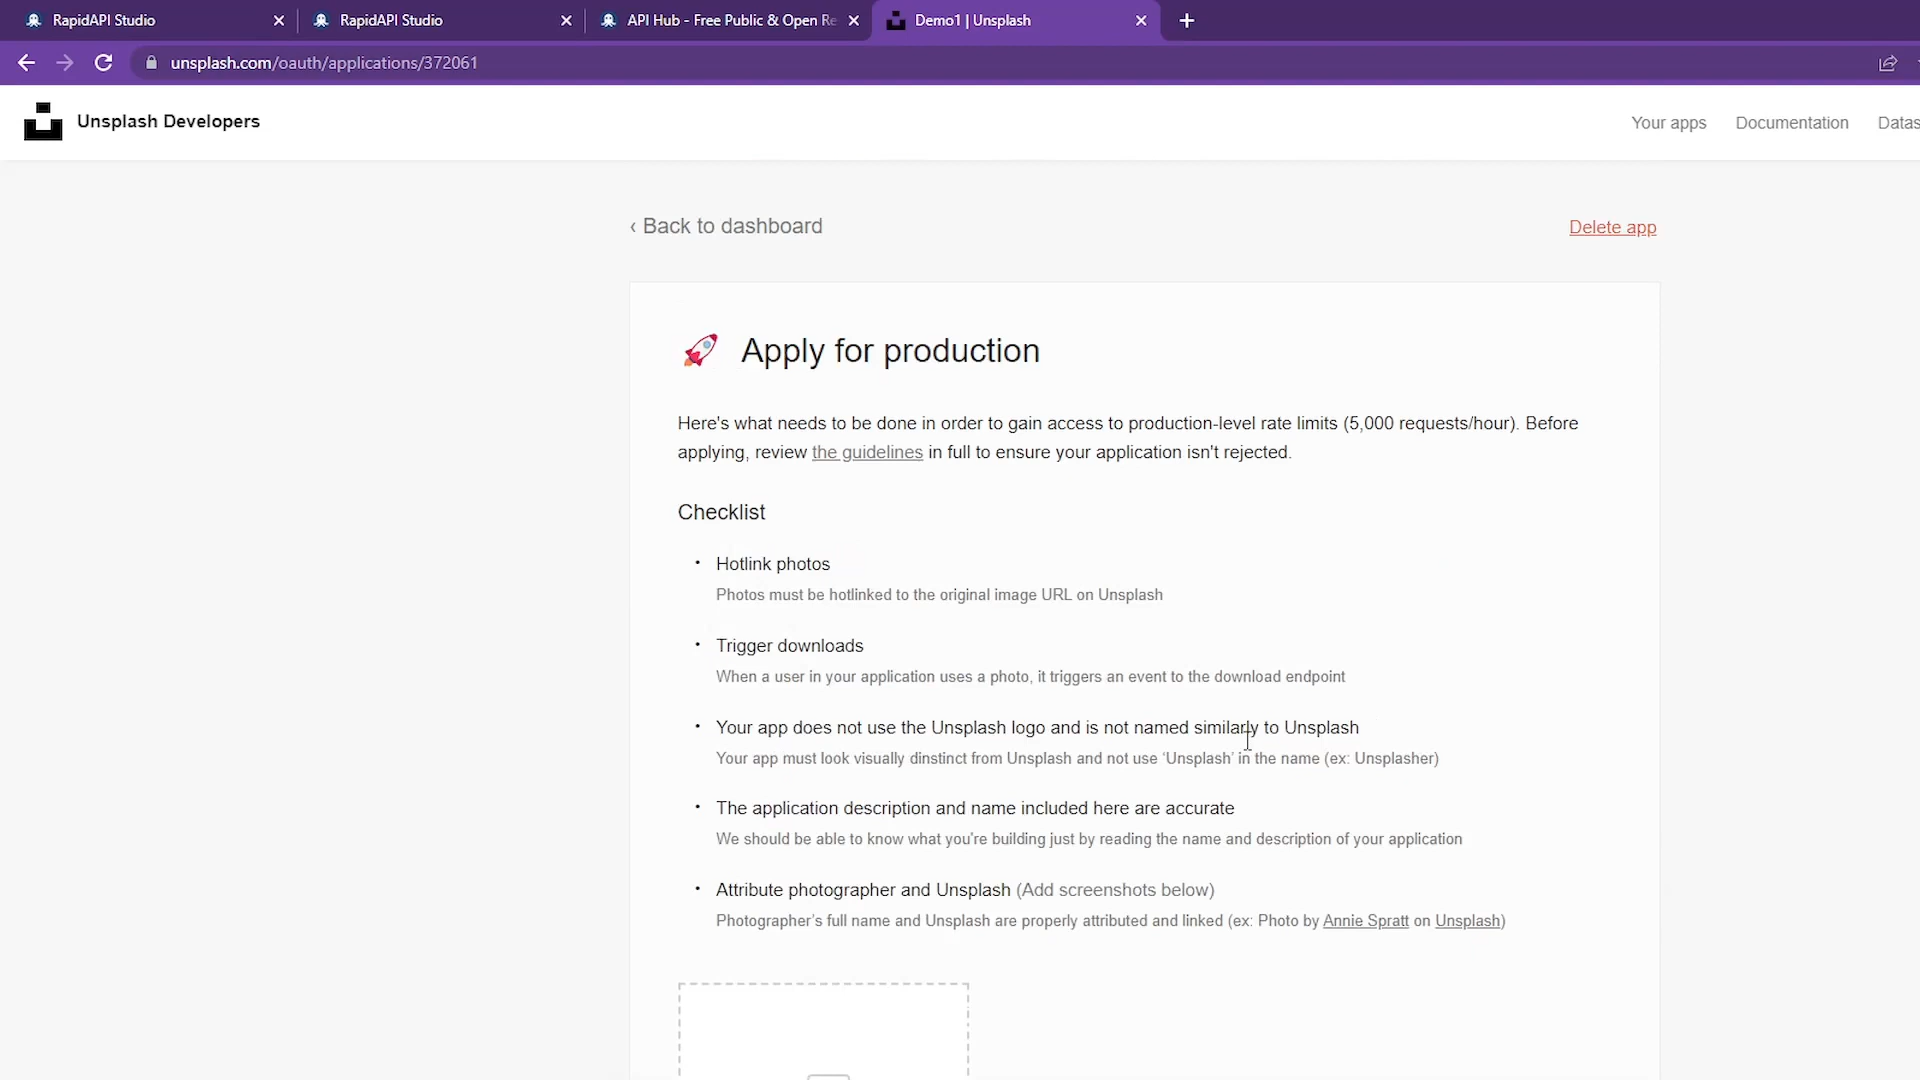 RapidAPI Studio
RapidAPI Studio
API Hub - Free Public & Open Re
Demo1 | Unsplash
unsplash.com/oauth/applications/372061
Unsplash Developers
Your apps
Documentation
Datas
‹ Back to dashboard
Delete app
Apply for production
Here's what needs to be done in order to gain access to production-level rate limits (5,000 requests/hour). Before
applying, review the guidelines in full to ensure your application isn't rejected.
Checklist
• Hotlink photos
Photos must be hotlinked to the original image URL on Unsplash
• Trigger downloads
When a user in your application uses a photo, it triggers an event to the download endpoint
• Your app does not use the Unsplash logo and is not named similarly to Unsplash
Your app must look visually dinstinct from Unsplash and not use ‘Unsplash’ in the name (ex: Unsplasher)
• The application description and name included here are accurate
We should be able to know what you're building just by reading the name and description of your application
• Attribute photographer and Unsplash (Add screenshots below)
Photographer’s full name and Unsplash are properly attributed and linked (ex: Photo by Annie Spratt on Unsplash)